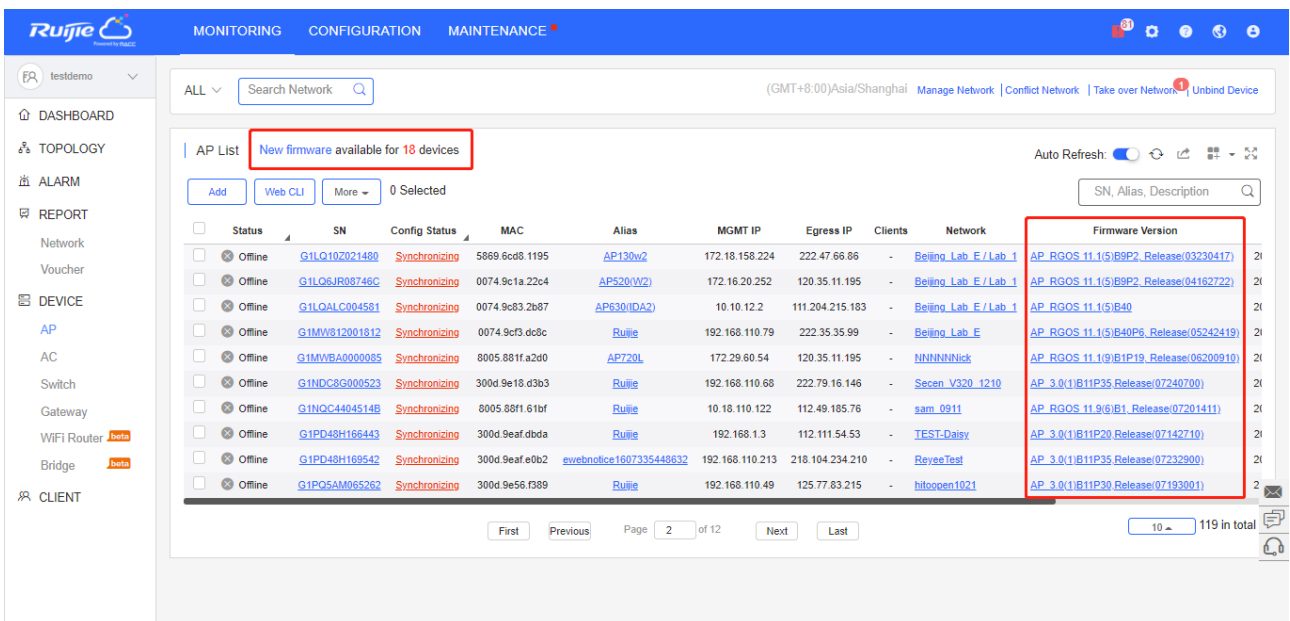 Ruijie MONITORING CONFIGURATION MAINTENANCE 81
Powered by MACC
testdemo
ALL Search Network (GMT+8:00)Asia/Shanghai Manage Network | Conflict Network | Take over Network 1 | Unbind Device
DASHBOARD
TOPOLOGY
ALARM
REPORT
Network
Voucher
DEVICE
AP
AC
Switch
Gateway
WiFi Router beta
Bridge beta
CLIENT
AP List New firmware available for 18 devices Auto Refresh:
Add Web CLI More 0 Selected SN, Alias, Description
Status SN Config Status MAC Alias MGMT IP Egress IP Clients Network Firmware Version
Offline G1LQ10Z021480 Synchronizing 5869.6cd8.1195 AP130w2 172.18.158.224 222.47.66.86 - Beijing_Lab_E / Lab_1 AP_RGOS 11.1(5)B9P2, Release(03230417) 20
Offline G1LQ6JR08746C Synchronizing 0074.9c1a.22c4 AP520(W2) 172.16.20.252 120.35.11.195 - Beijing_Lab_E / Lab_1 AP_RGOS 11.1(5)B9P2, Release(04162722) 20
Offline G1LQALC004581 Synchronizing 0074.9c83.2b87 AP630(IDA2) 10.10.12.2 111.204.215.183 - Beijing_Lab_E / Lab_1 AP_RGOS 11.1(5)B40 20
Offline G1MW812001812 Synchronizing 0074.9cf3.dc8c Ruijie 192.168.110.79 222.35.35.99 - Beijing_Lab_E AP_RGOS 11.1(5)B40P6, Release(05242419) 20
Offline G1MWBA0000085 Synchronizing 8005.881f.a2d0 AP720L 172.29.60.54 120.35.11.195 - NNNNNNick AP_RGOS 11.1(9)B1P19, Release(06200910) 20
Offline G1NDC8G000523 Synchronizing 300d.9e18.d3b3 Ruijie 192.168.110.68 222.79.16.146 - Secen_V320_1210 AP_3.0(1)B11P35,Release(07240700) 20
Offline G1NQC4404514B Synchronizing 8005.88f1.61bf Ruijie 10.18.110.122 112.49.185.76 - sam_0911 AP_RGOS 11.9(6)B1, Release(07201411) 20
Offline G1PD48H166443 Synchronizing 300d.9eaf.dbda Ruijie 192.168.1.3 112.111.54.53 - TEST-Daisy AP_3.0(1)B11P20,Release(07142710) 20
Offline G1PD48H169542 Synchronizing 300d.9eaf.e0b2 ewebnotice1607335448632 192.168.110.213 218.104.234.210 - ReyeeTest AP_3.0(1)B11P35,Release(07232900) 20
Offline G1PQ5AM065262 Synchronizing 300d.9e56.f389 Ruijie 192.168.110.49 125.77.83.215 - hitoopen1021 AP_3.0(1)B11P30,Release(07193001) 2
First Previous Page 2 of 12 Next Last 10 119 in total